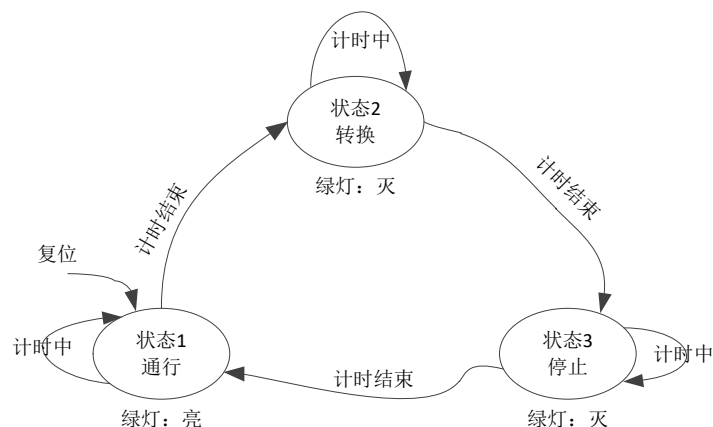 计时中
状态2
转换
绿灯：灭
计时结束
计时结束
复位
状态1
通行
计时中
绿灯：亮
计时结束
状态3
停止
计时中
绿灯：灭